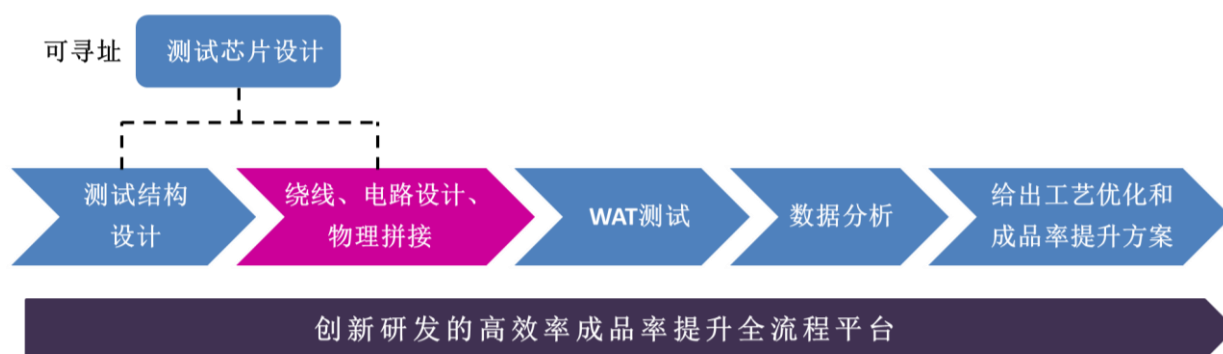 可寻址
测试芯片设计
测试结构
设计
绕线、电路设计、
物理拼接
WAT测试
数据分析
给出工艺优化和
成品率提升方案
创新研发的高效率成品率提升全流程平台